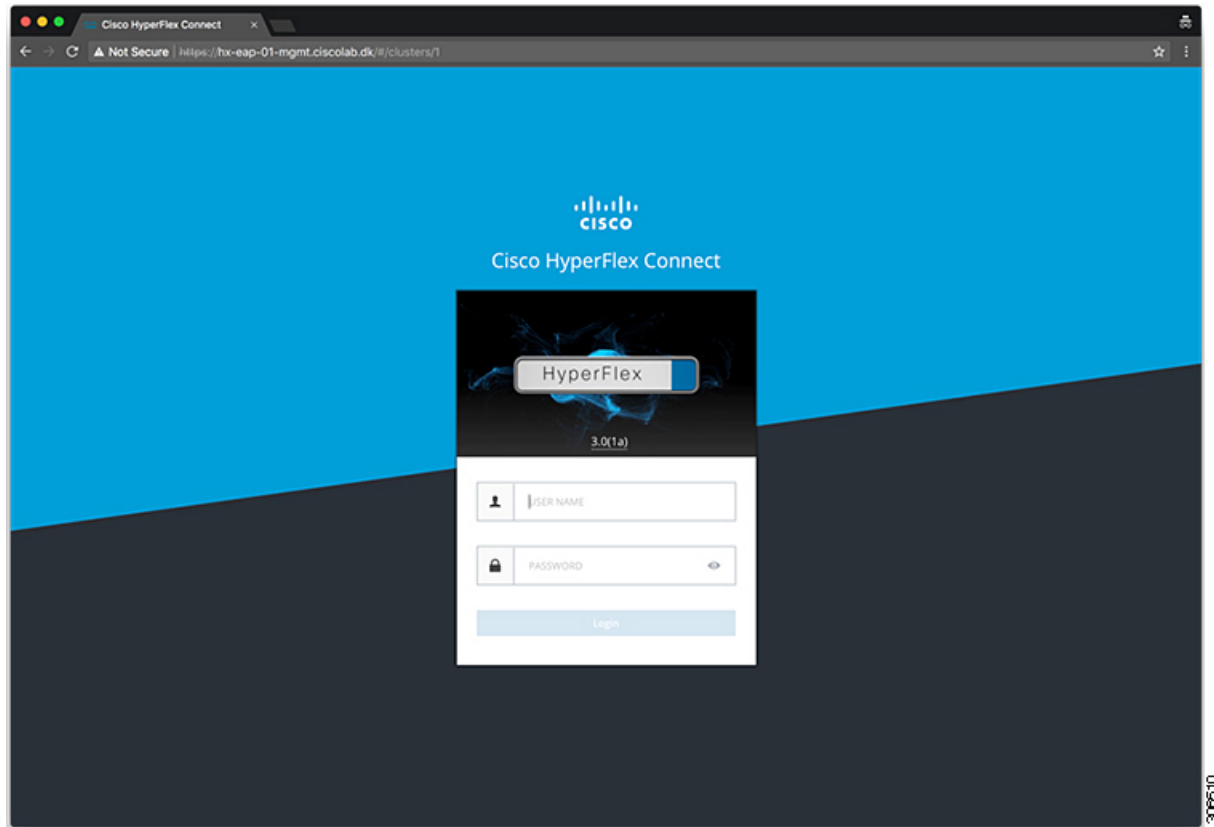 Cisco HyperFlex Connect
Not Secure | https://hx-eap-01-mgmt.ciscolab.dk/#/clusters/1
CISCO
Cisco HyperFlex Connect
HyperFlex
3.0(1a)
USER NAME
PASSWORD
Login
306510